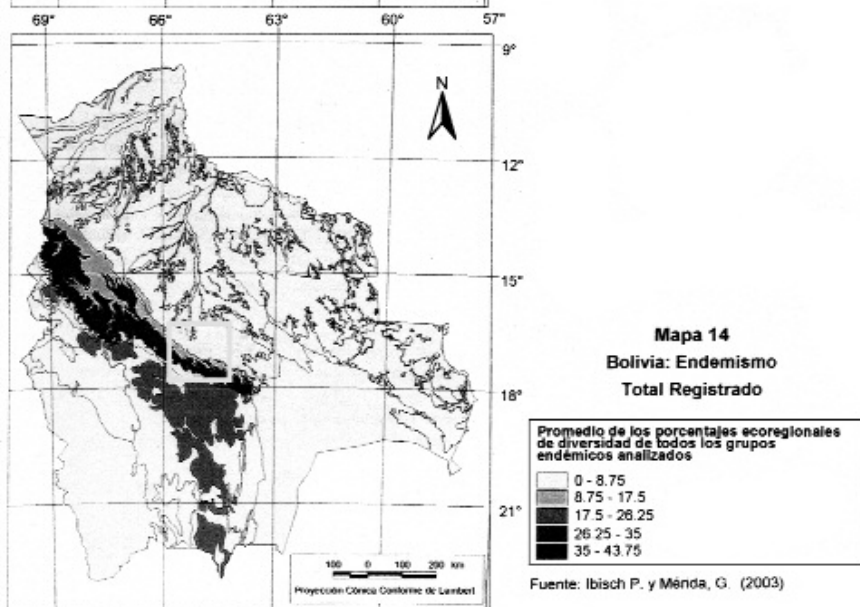 69° 66° 63° 60° 57°
9°
N
12°
15°
18°
21°
100 0 100 200 km
Proyección Cónica Conforme de Lambert
Mapa 14
Bolivia: Endemismo
Total Registrado
Promedio de los porcentajes ecoregionales
de diversidad de todos los grupos
endémicos analizados
0 - 8.75
8.75 - 17.5
17.5 - 26.25
26.25 - 35
35 - 43.75
Fuente: Ibisch P. y Mérida, G. (2003)